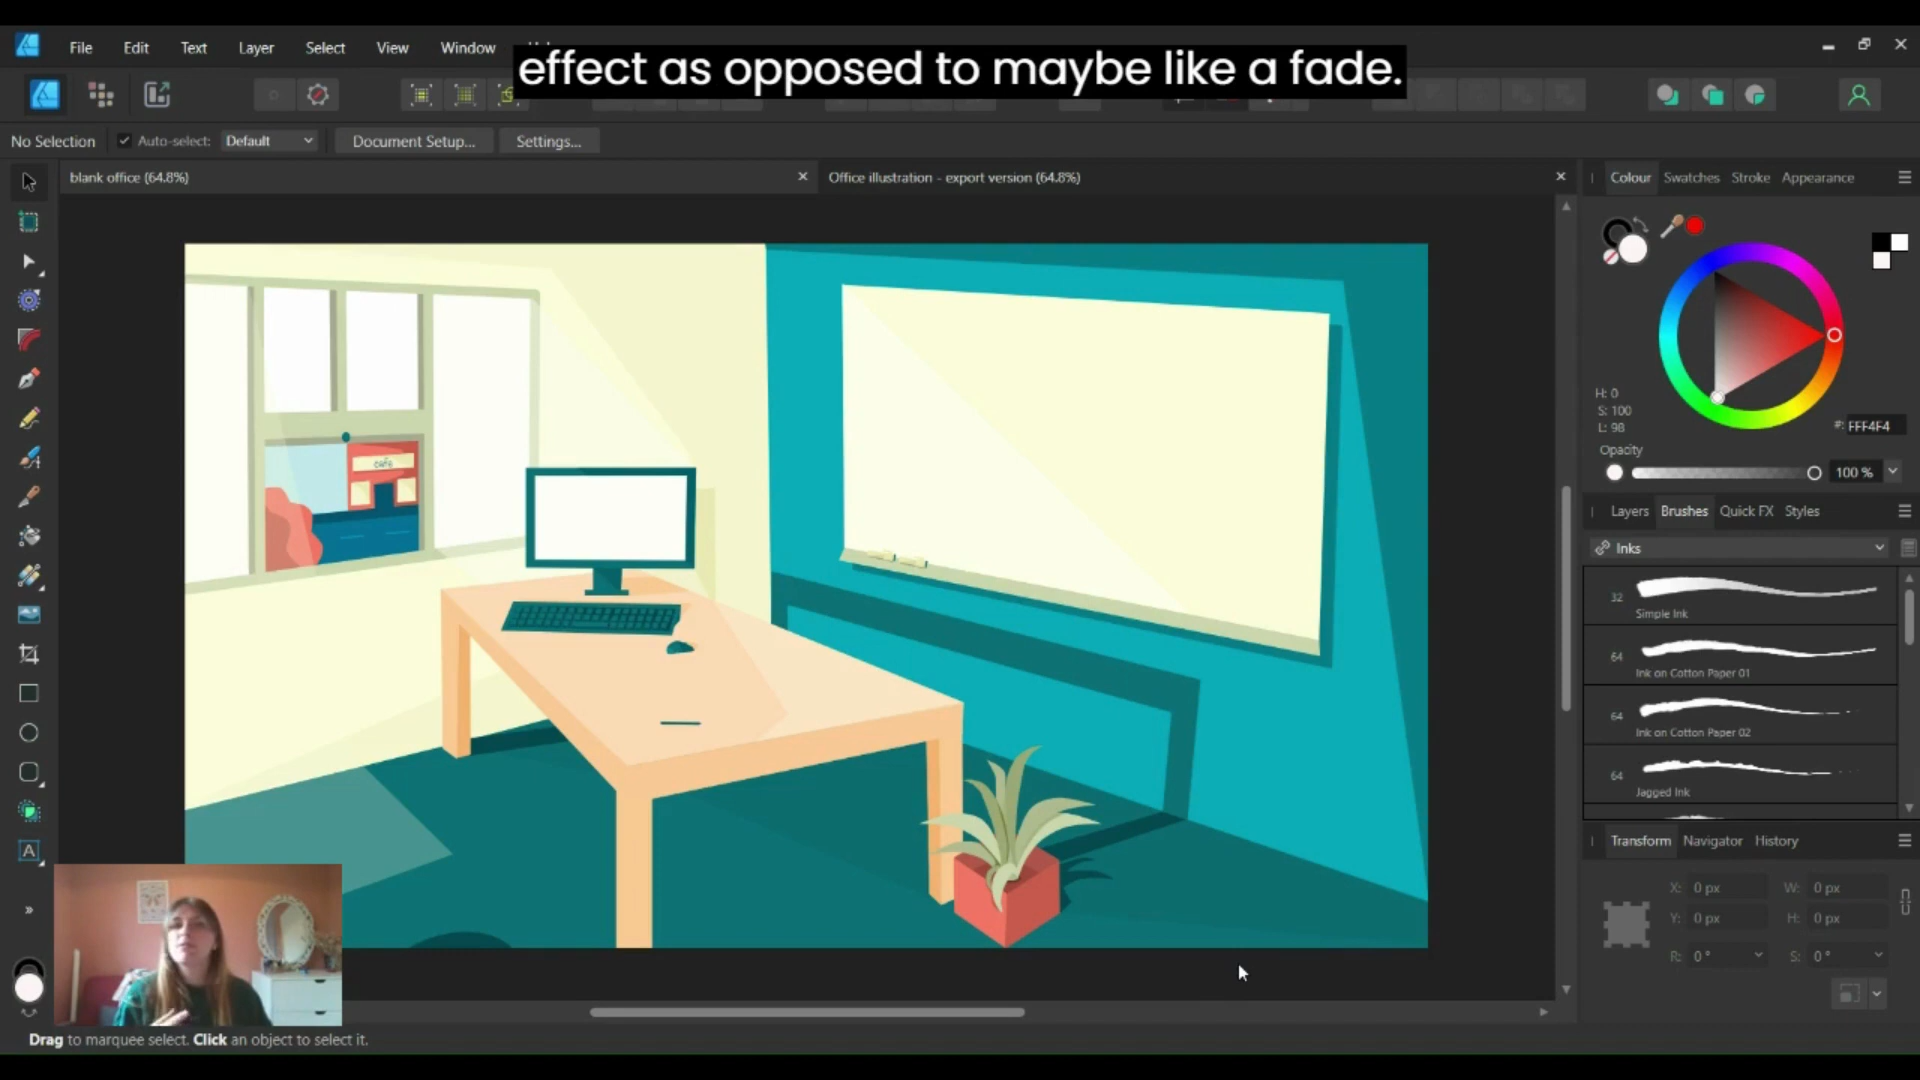 File Edit Text Layer Select View Window
effect as opposed to maybe like a fade.
No Selection Auto-select: Default Document Setup... Settings...
blank office (64.8%) Office illustration - export version (64.8%)
Colour Swatches Stroke Appearance
H: 0
S: 100
L: 98
#: FFF4F4
Opacity
100 %
Layers Brushes Quick FX Styles
Inks
32
Simple Ink
64
Ink on Cotton Paper 01
64
Ink on Cotton Paper 02
64
Jagged Ink
Transform Navigator History
X: 0 px W: 0 px
Y: 0 px H: 0 px
R: 0 ° S: 0 °
CAFE
A
Drag to marquee select. Click an object to select it.